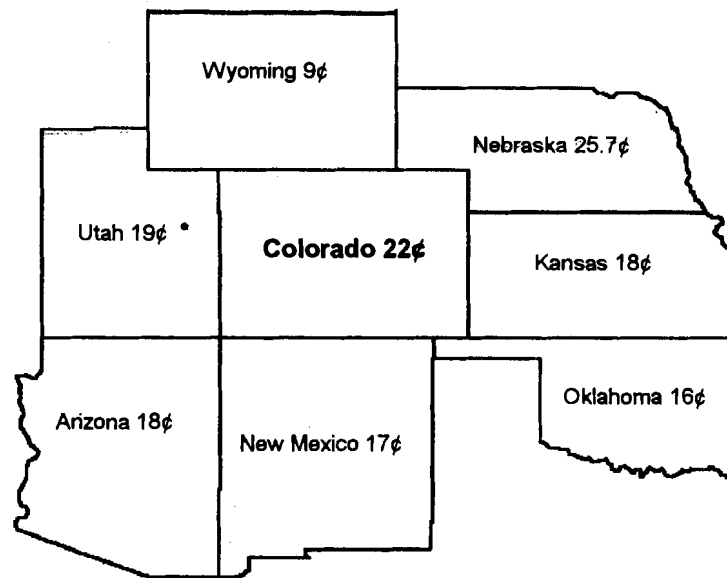 Wyoming 9¢
Nebraska 25.7¢
Utah 19¢ *
Colorado 22¢
Kansas 18¢
Arizona 18¢
New Mexico 17¢
Oklahoma 16¢